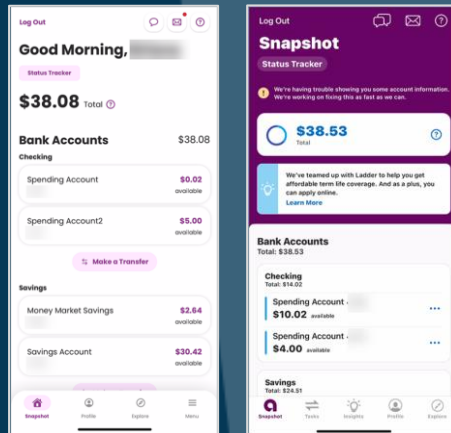 Log Out
Good Morning,
Status Tracker
$38.08 Total ?
Bank Accounts $38.08
Checking
Spending Account $0.02
available
Spending Account2 $5.00
available
Make a Transfer
Savings
Money Market Savings $2.64
available
Savings Account $30.42
available
Snapshot Profile Explore Menu
Log Out
Snapshot
Status Tracker
We're having trouble showing you some account information.
We're working on fixing this as fast as we can.
$38.53
Total
We've teamed up with Ladder to help you get
affordable term life coverage. And as a plus, you
can apply online.
Learn More
Bank Accounts
Total: $38.53
Checking
Total: $14.02
Spending Account -
$10.02 available
Spending Account -
$4.00 available
Savings
Total: $24.51
Snapshot Tasks Insights Profile Explore